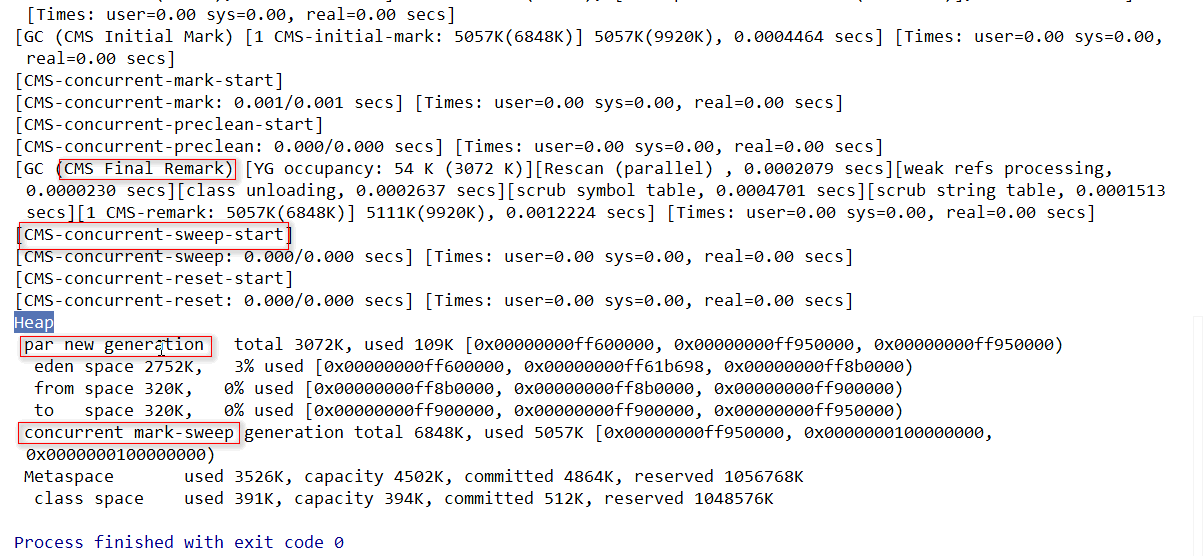 [Times: user=0.00 sys=0.00, real=0.00 secs]
[GC (CMS Initial Mark) [1 CMS-initial-mark: 5057K(6848K)] 5057K(9920K), 0.0004464 secs] [Times: user=0.00 sys=0.00,
real=0.00 secs]
[CMS-concurrent-mark-start]
[CMS-concurrent-mark: 0.001/0.001 secs] [Times: user=0.00 sys=0.00, real=0.00 secs]
[CMS-concurrent-preclean-start]
[CMS-concurrent-preclean: 0.000/0.000 secs] [Times: user=0.00 sys=0.00, real=0.00 secs]
[GC (CMS Final Remark) [YG occupancy: 54 K (3072 K)][Rescan (parallel) , 0.0002079 secs][weak refs processing,
0.0000230 secs][class unloading, 0.0002637 secs][scrub symbol table, 0.0004701 secs][scrub string table, 0.0001513
secs][1 CMS-remark: 5057K(6848K)] 5111K(9920K), 0.0012224 secs] [Times: user=0.00 sys=0.00, real=0.00 secs]
[CMS-concurrent-sweep-start]
[CMS-concurrent-sweep: 0.000/0.000 secs] [Times: user=0.00 sys=0.00, real=0.00 secs]
[CMS-concurrent-reset-start]
[CMS-concurrent-reset: 0.000/0.000 secs] [Times: user=0.00 sys=0.00, real=0.00 secs]
Heap
par new generation   total 3072K, used 109K [0x00000000ff600000, 0x00000000ff950000, 0x00000000ff950000)
eden space 2752K,   3% used [0x00000000ff600000, 0x00000000ff61b698, 0x00000000ff8b0000)
from space 320K,   0% used [0x00000000ff8b0000, 0x00000000ff8b0000, 0x00000000ff900000)
to   space 320K,   0% used [0x00000000ff900000, 0x00000000ff900000, 0x00000000ff950000)
concurrent mark-sweep generation total 6848K, used 5057K [0x00000000ff950000, 0x0000000100000000,
0x0000000100000000)
Metaspace       used 3526K, capacity 4502K, committed 4864K, reserved 1056768K
class space    used 391K, capacity 394K, committed 512K, reserved 1048576K
Process finished with exit code 0